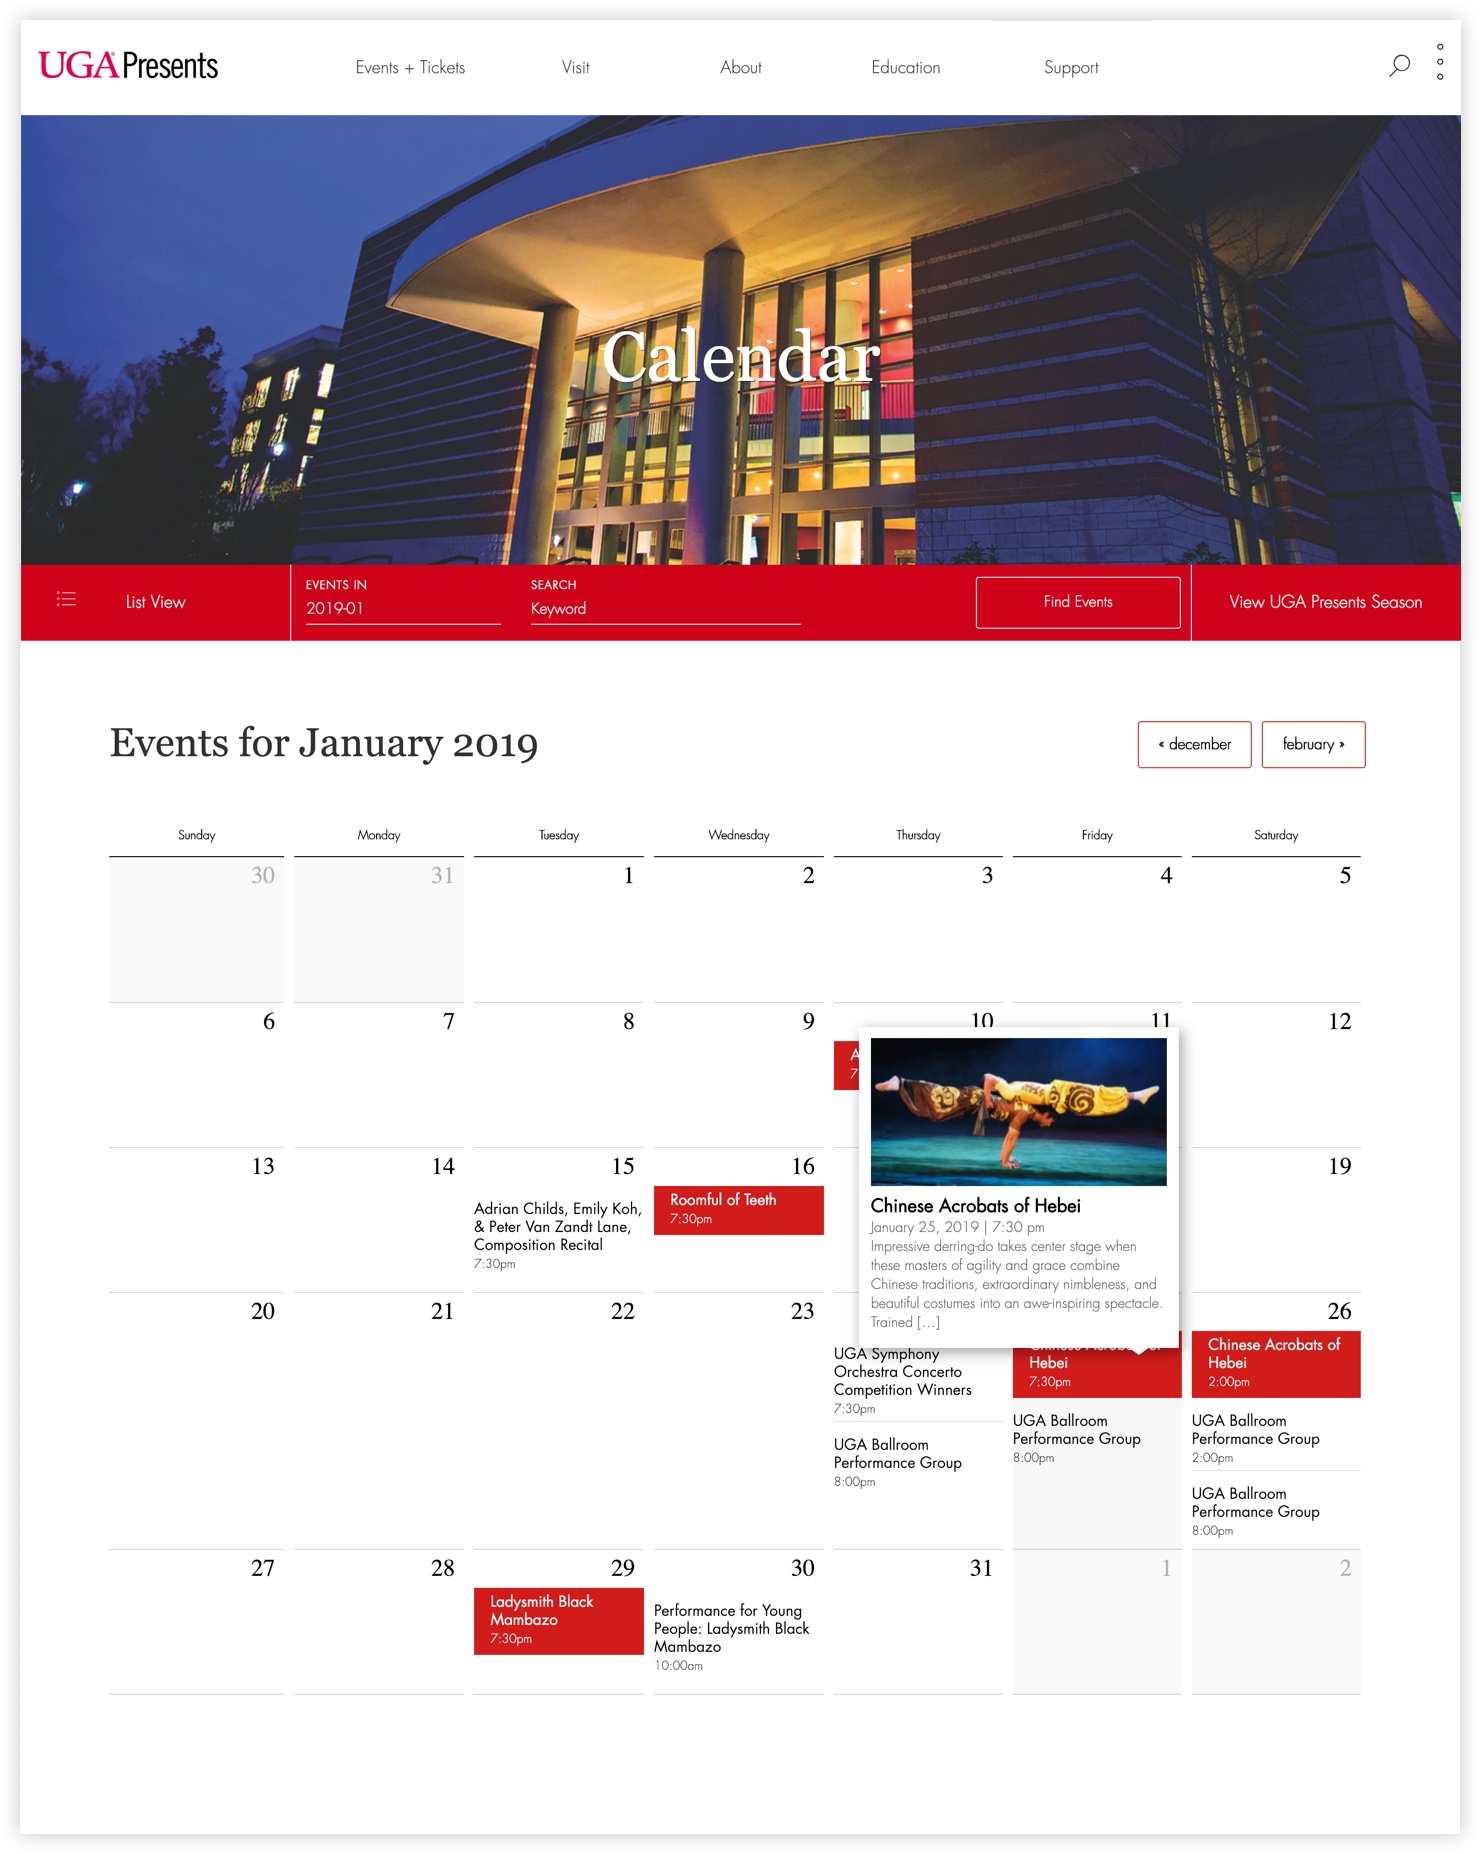 UGA Presents
Events + Tickets
Visit
About
Education
Support
Calendar
List View
EVENTS IN
2019-01
SEARCH
Keyword
Find Events
View UGA Presents Season
Events for January 2019
« december
february »
Sunday
Monday
Tuesday
Wednesday
Thursday
Friday
Saturday
30
31
1
2
3
4
5
6
7
8
9
10
11
12
A
7
13
14
15
Adrian Childs, Emily Koh,
& Peter Van Zandt Lane,
Composition Recital
7:30pm
16
Roomful of Teeth
7:30pm
Chinese Acrobats of Hebei
January 25, 2019 | 7:30 pm
Impressive derring-do takes center stage when
these masters of agility and grace combine
Chinese traditions, extraordinary nimbleness, and
beautiful costumes into an awe-inspiring spectacle.
Trained [...]
19
20
21
22
23
UGA Symphony
Orchestra Concerto
Competition Winners
7:30pm
UGA Ballroom
Performance Group
8:00pm
Chinese Acrobats of
Hebei
7:30pm
UGA Ballroom
Performance Group
8:00pm
26
Chinese Acrobats of
Hebei
2:00pm
UGA Ballroom
Performance Group
2:00pm
UGA Ballroom
Performance Group
8:00pm
27
28
29
Ladysmith Black
Mambazo
7:30pm
30
Performance for Young
People: Ladysmith Black
Mambazo
10:00am
31
1
2